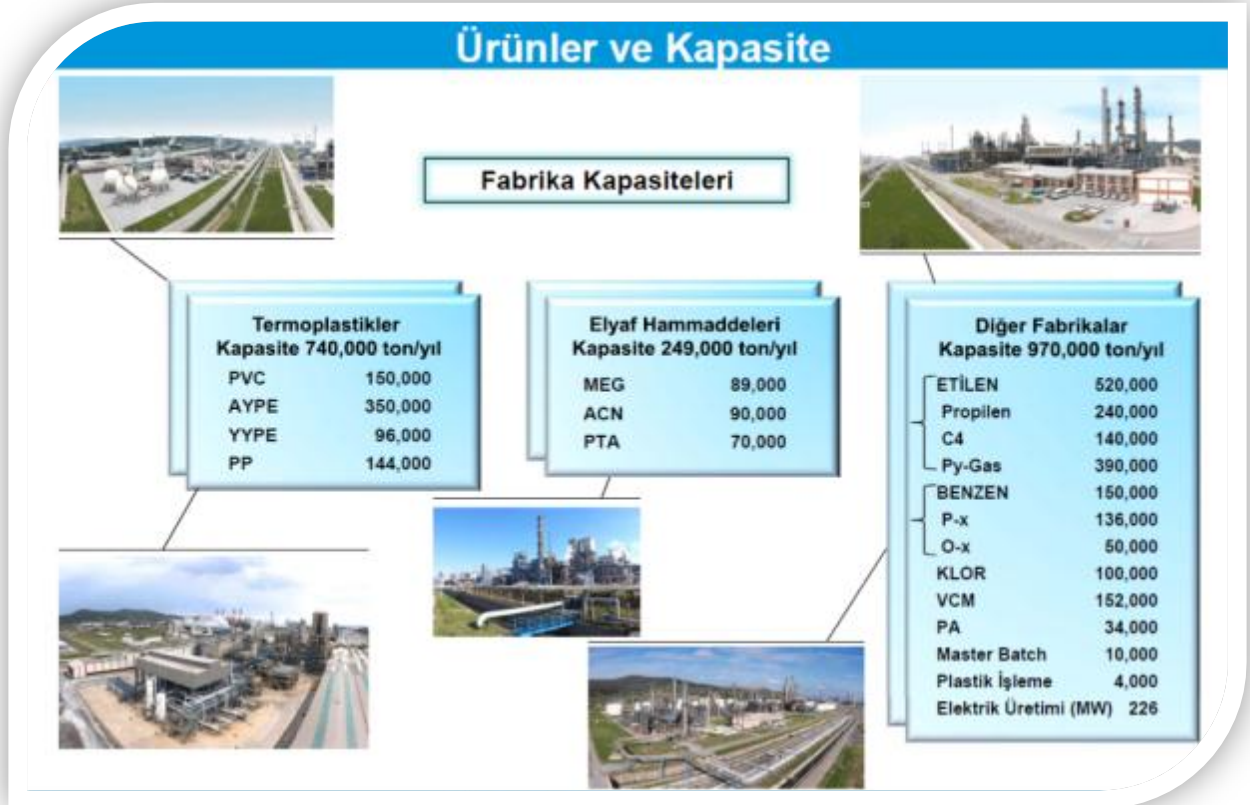 Ürünler ve Kapasite
Fabrika Kapasiteleri
Termoplastikler
Kapasite 740,000 ton/yıl
PVC 150,000
AYPE 350,000
YYPE 96,000
PP 144,000
Elyaf Hammaddeleri
Kapasite 249,000 ton/yıl
MEG 89,000
ACN 90,000
PTA 70,000
Diğer Fabrikalar
Kapasite 970,000 ton/yıl
ETİLEN 520,000
Propilen 240,000
C4 140,000
Py-Gas 390,000
BENZEN 150,000
P-x 136,000
O-x 50,000
KLOR 100,000
VCM 152,000
PA 34,000
Master Batch 10,000
Plastik İşleme 4,000
Elektrik Üretimi (MW) 226